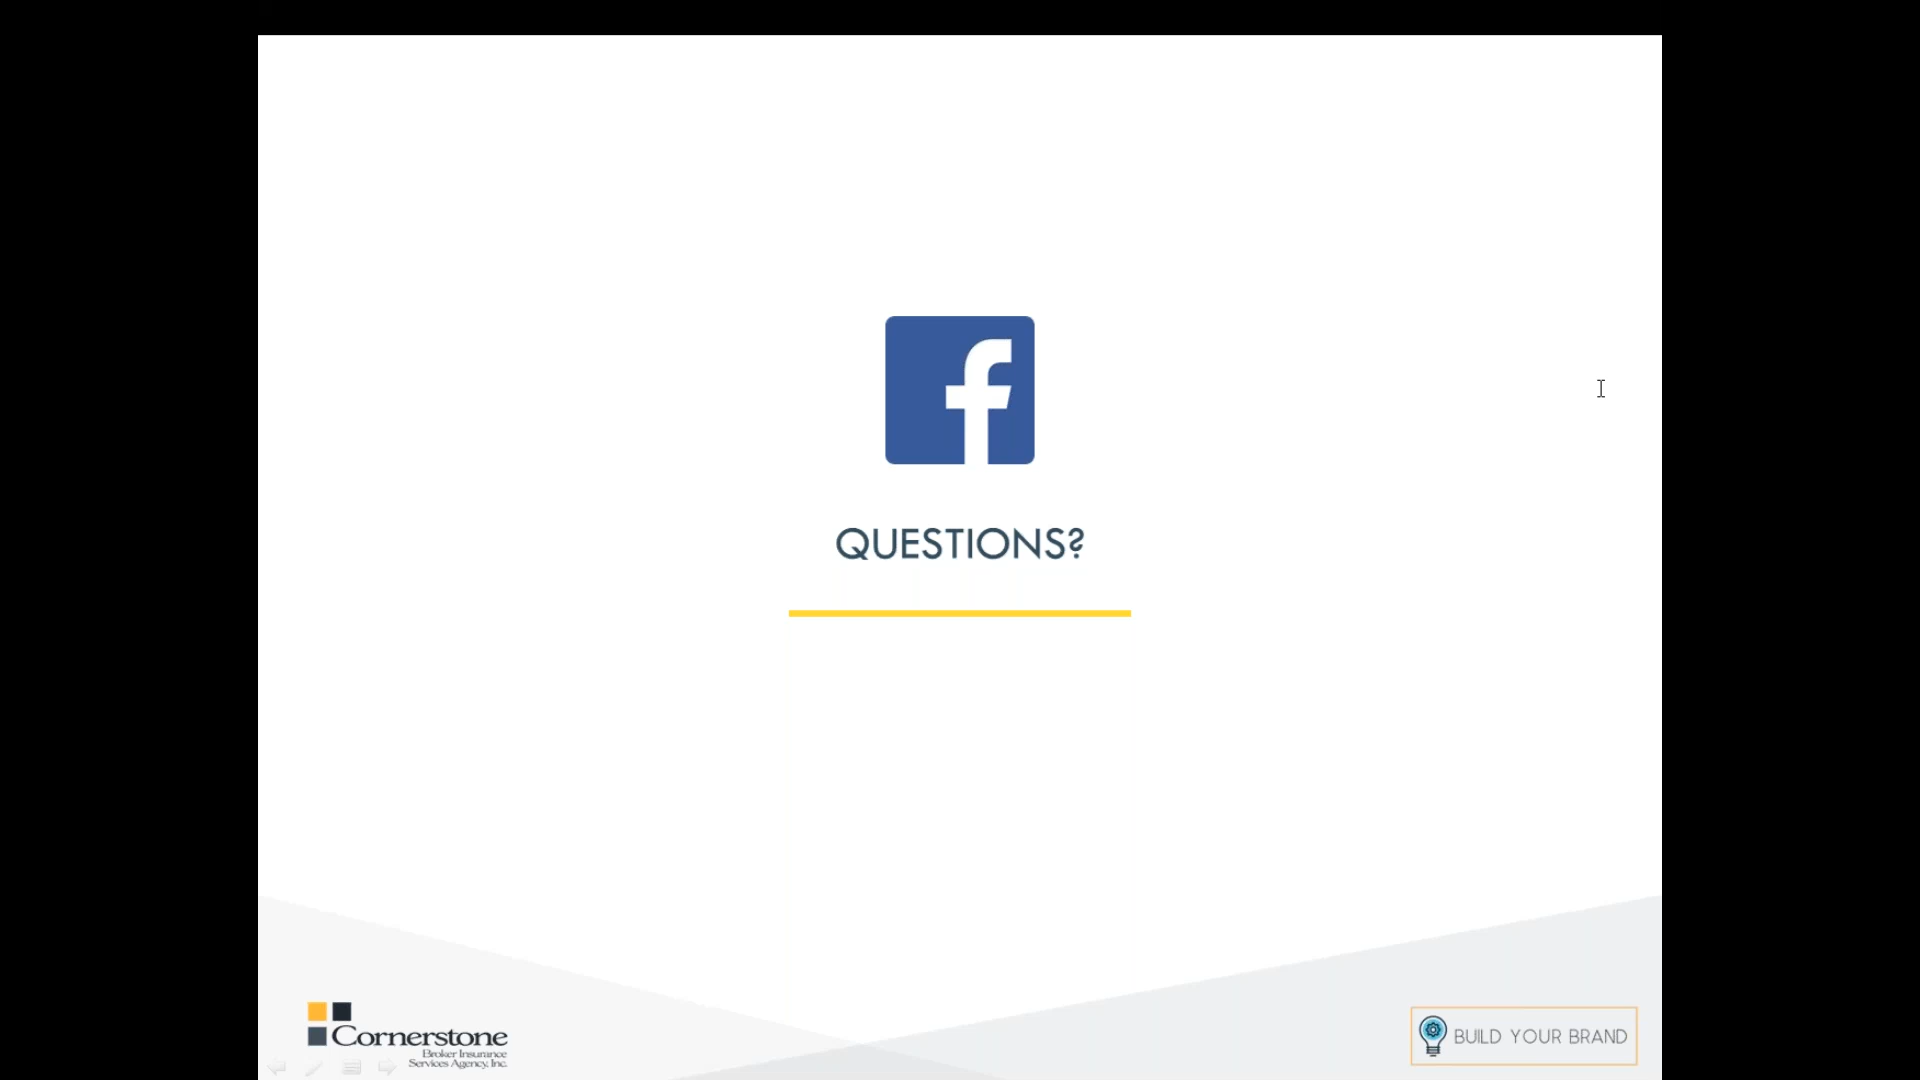 f
QUESTIONS?
Cornerstone
Broker Insurance
Services Agency, Inc.
BUILD YOUR BRAND